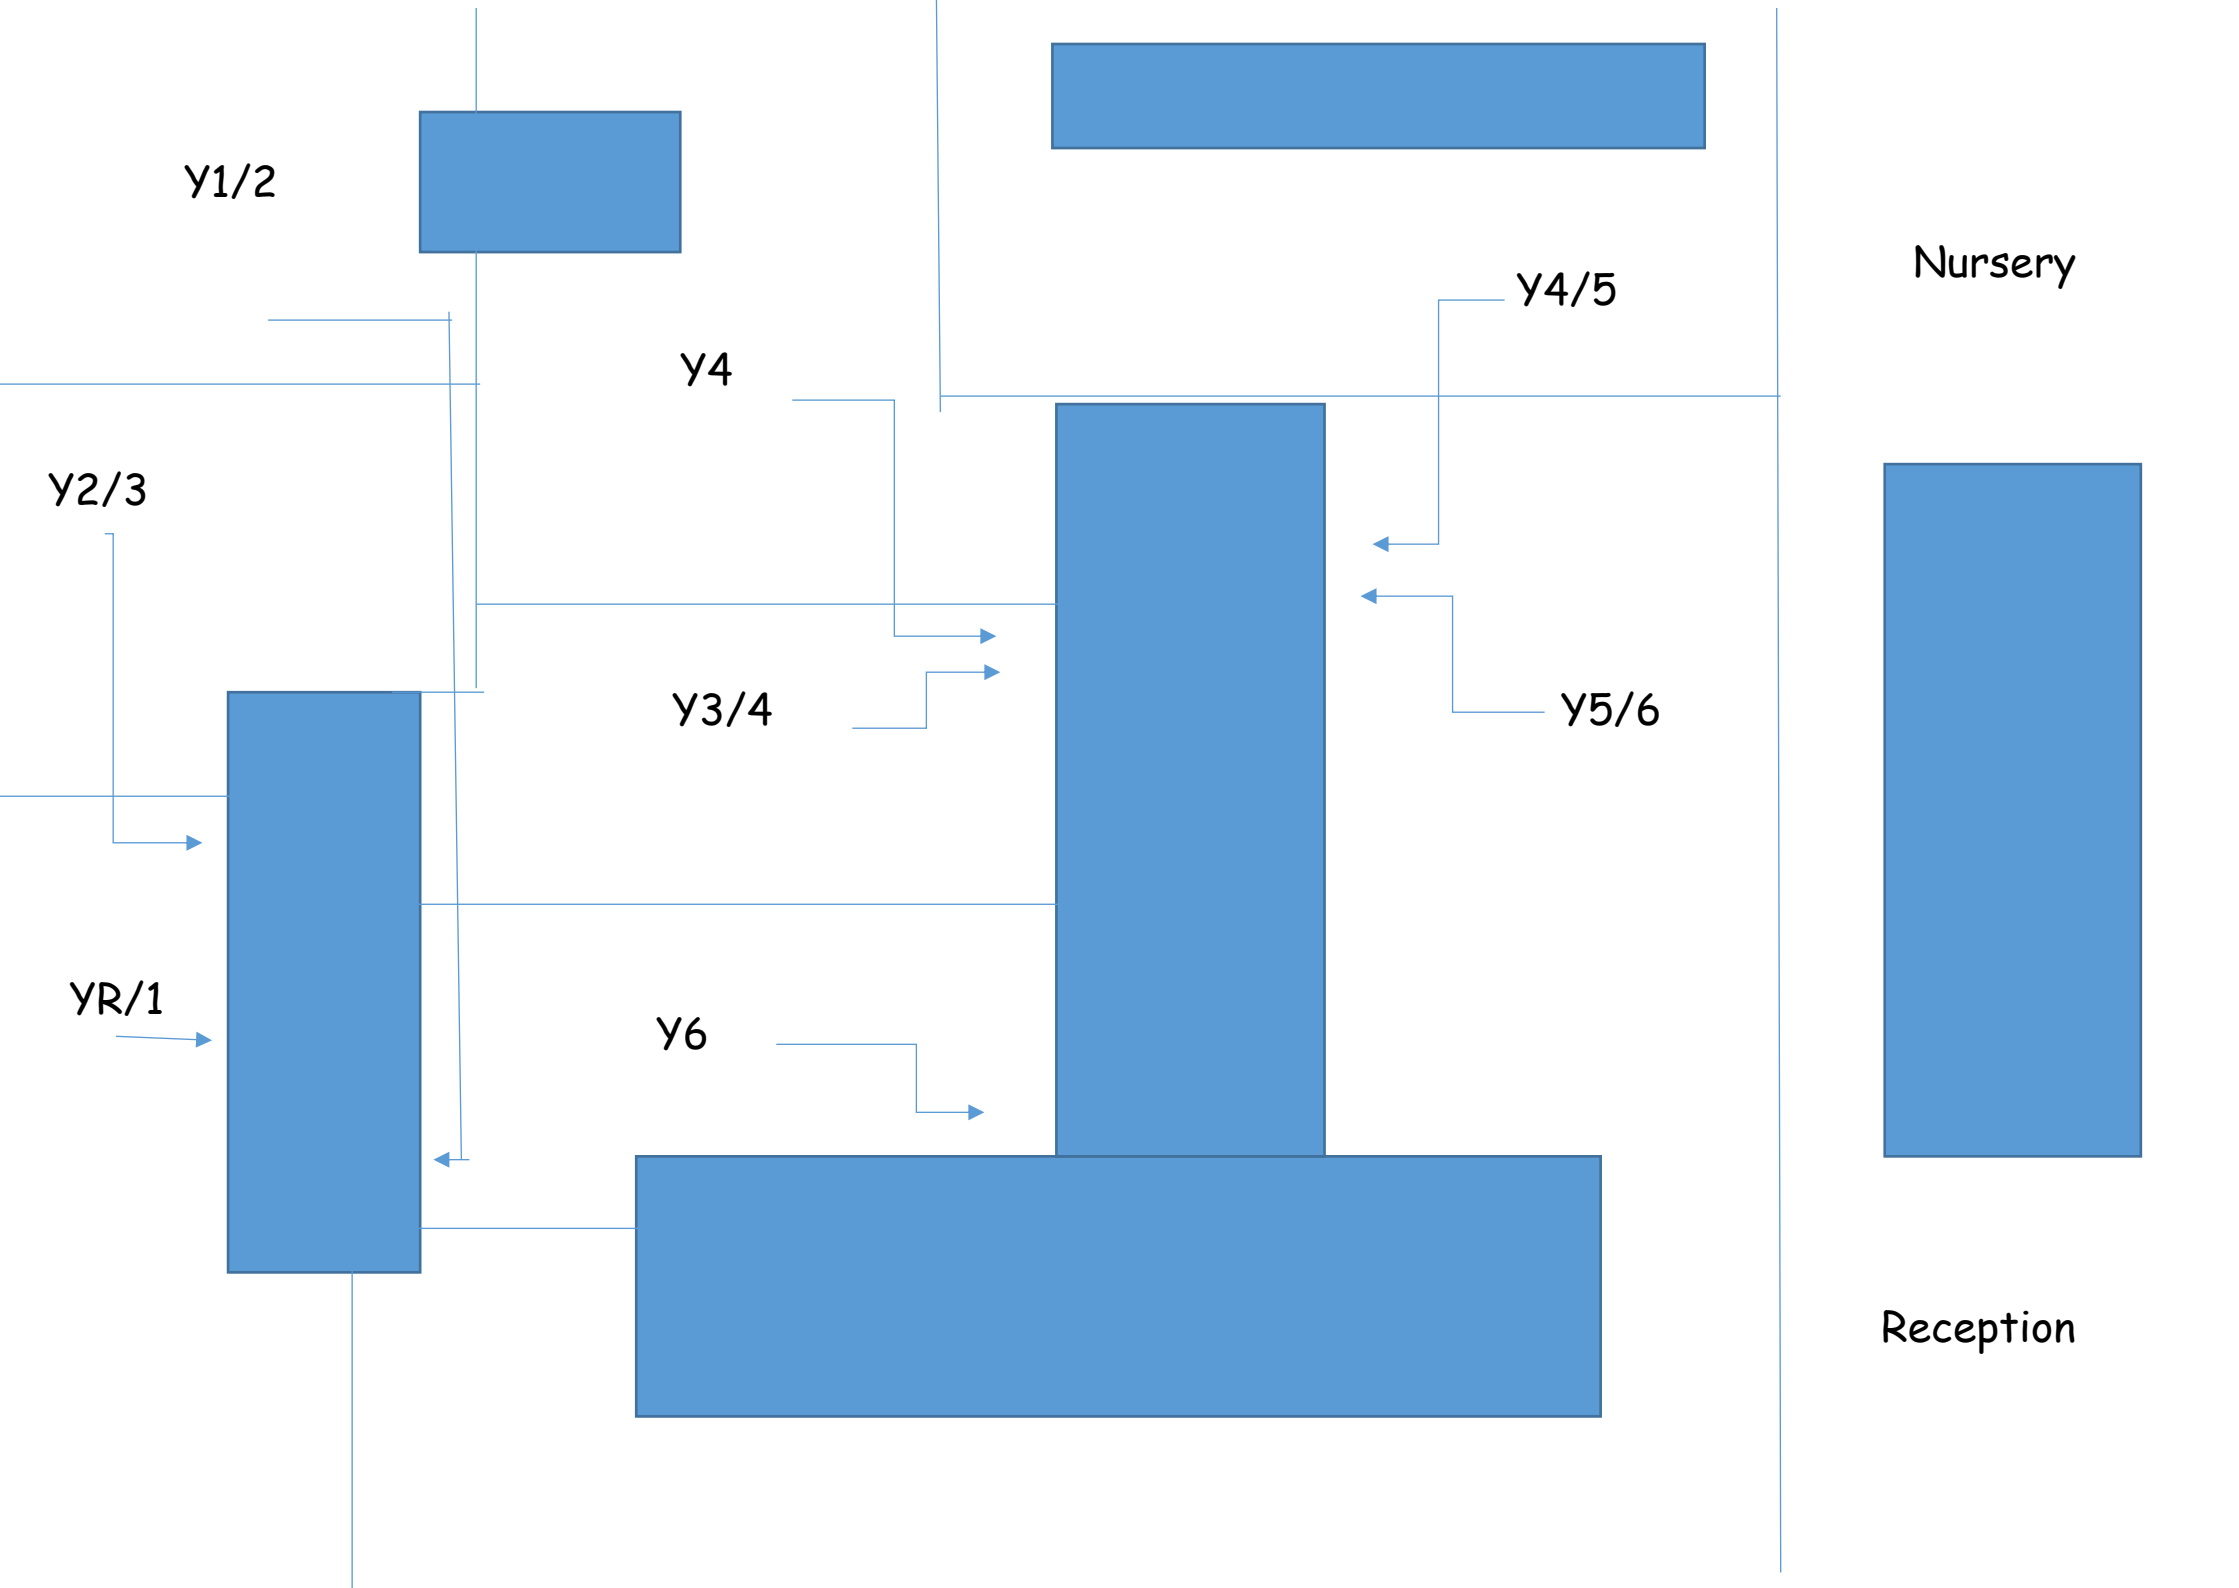 Y1/2
Nursery
Y4/5
Y4
Y2/3
Y3/4
Y5/6
YR/1
Y6
Reception